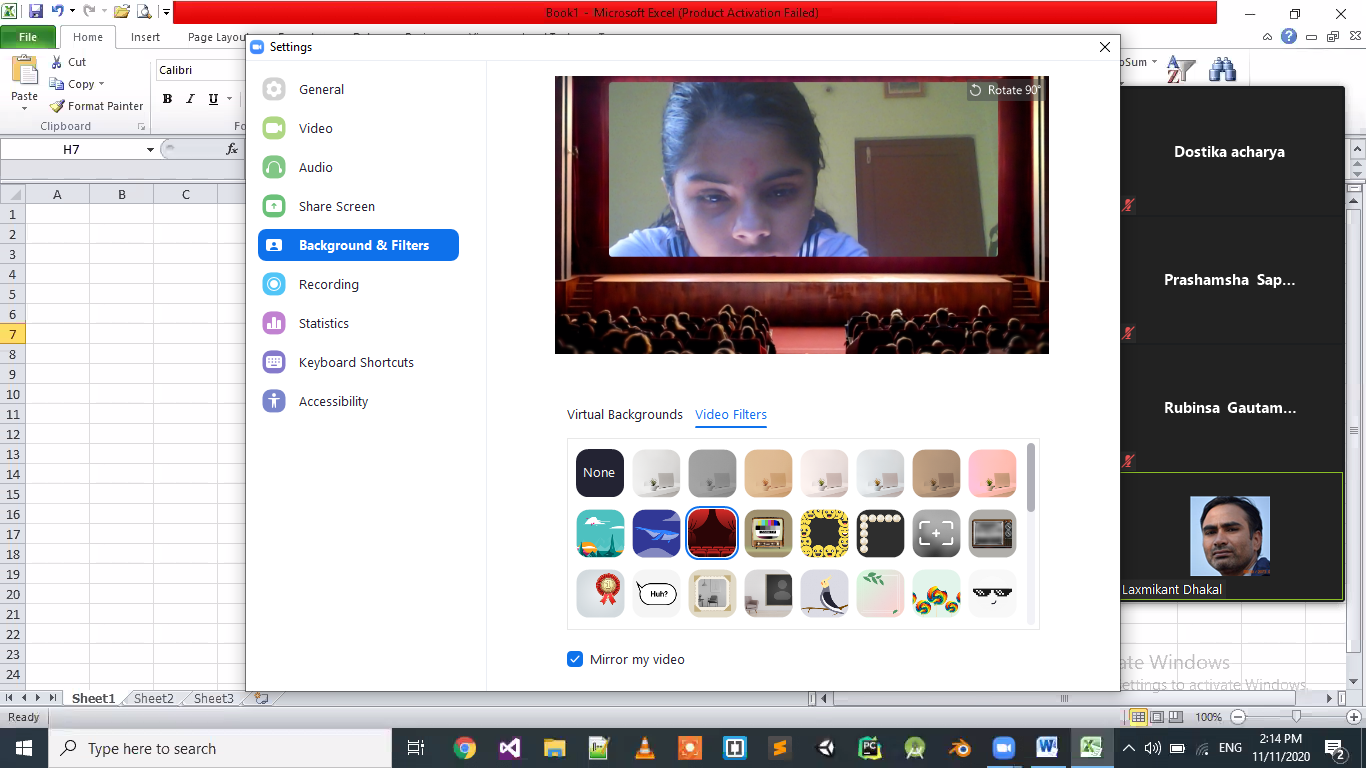 Book1 - Microsoft Excel (Product Activation Failed)
File Home Insert Page Layou
Cut
Copy
Format Painter
Paste
Clipboard
Calibri
B I U
Fo
oSum
H7
fx
A B C
1
2
3
4
5
6
7
8
9
10
11
12
13
14
15
16
17
18
19
20
21
22
23
24
Settings
General
Video
Audio
Share Screen
Background & Filters
Recording
Statistics
Keyboard Shortcuts
Accessibility
Rotate 90°
Virtual Backgrounds Video Filters
None
Huh?
Mirror my video
Dostika acharya
Prashamsha Sap...
Rubinsa Gautam...
Laxmikant Dhakal
ate Windows
ettings to activate Windows.
Sheet1 Sheet2 Sheet3
Ready
100%
Type here to search
ENG
2:14 PM
11/11/2020
2